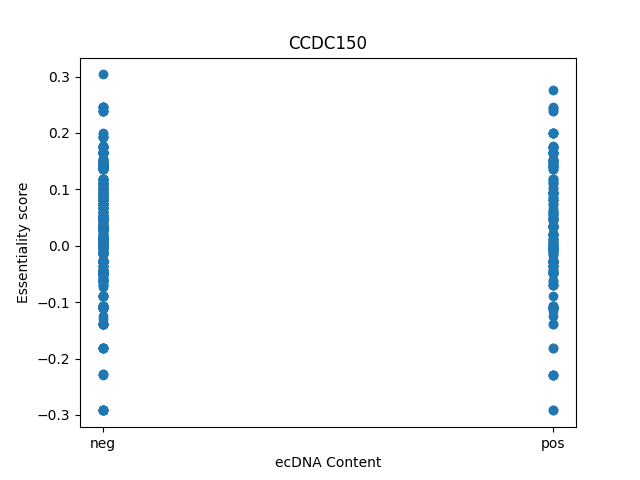 CCDC150
0.3
0.2
0.1
0.0
−0.1
−0.2
−0.3
Essentiality score
neg
pos
ecDNA Content